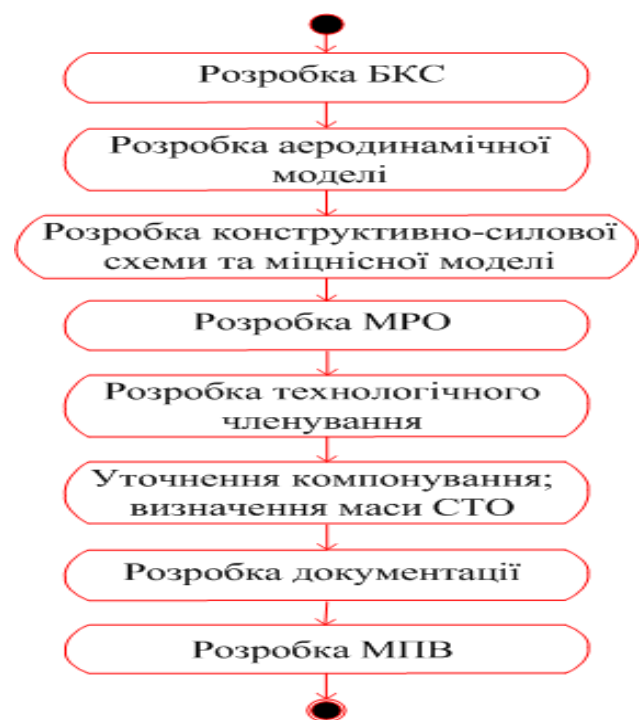 Розробка БКС
Розробка аеродинамічної
моделі
Розробка конструктивно-силової
схеми та міцнісної моделі
Розробка МРО
Розробка технологічного
членування
Уточнення компонування;
визначення маси СТО
Розробка документації
Розробка МПВ